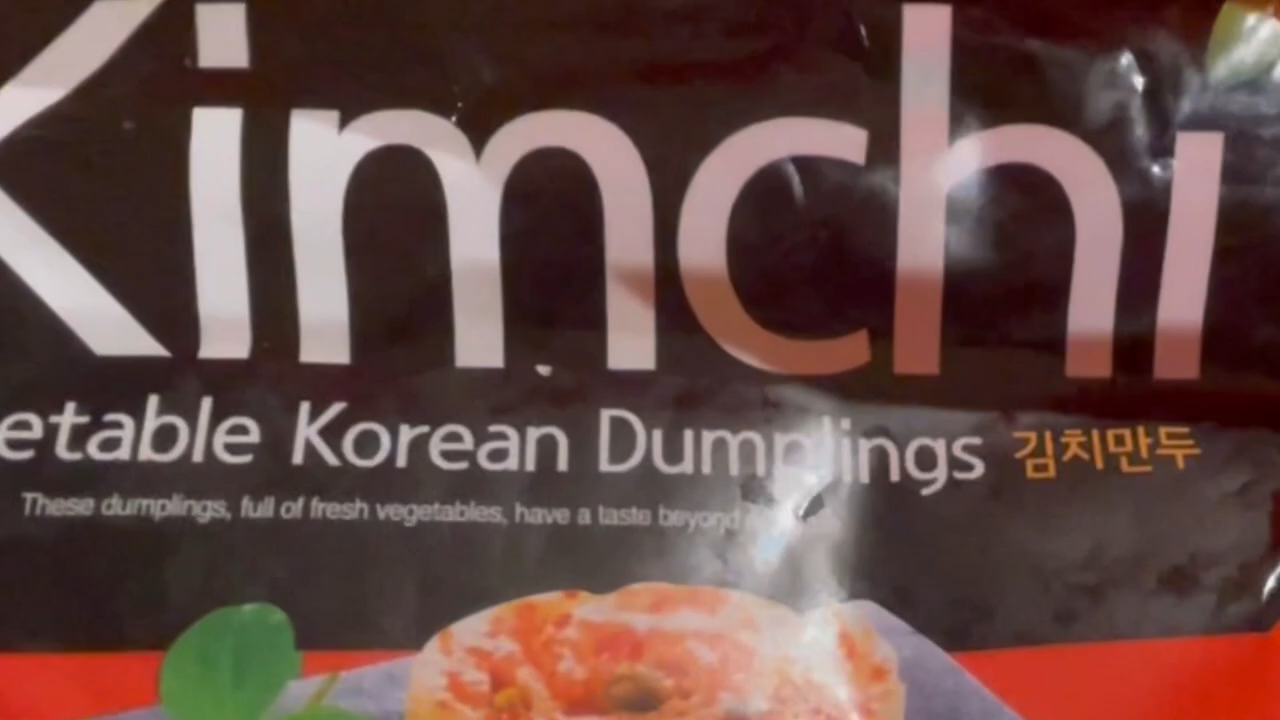 Kimchi
etable Korean Dumplings 김치만두
These dumplings, full of fresh vegetables, have a taste beyond